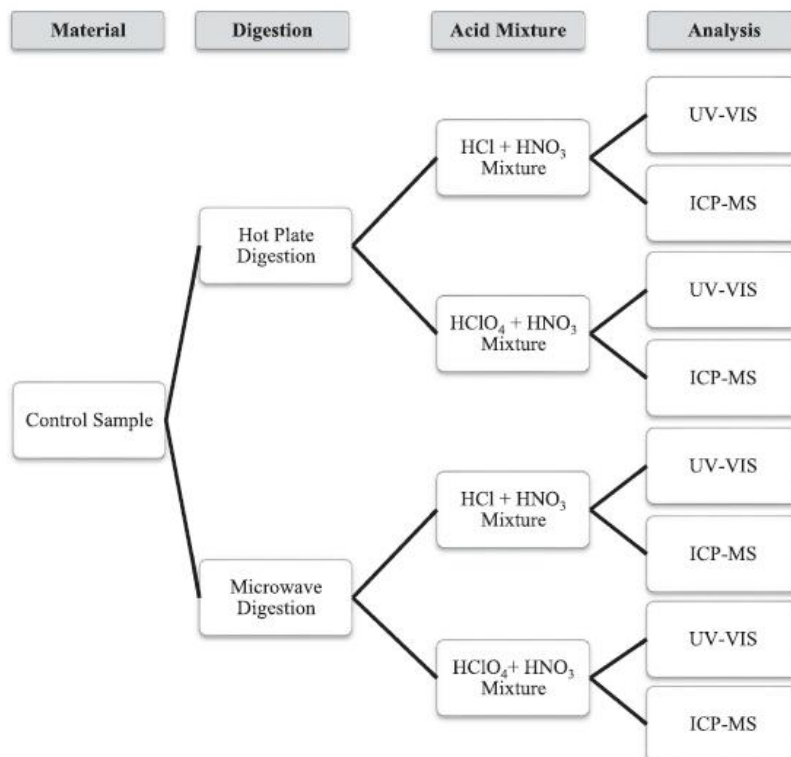 Material
Digestion
Acid Mixture
Analysis
UV-VIS
HCl + HNO₃
Mixture
ICP-MS
Hot Plate
Digestion
UV-VIS
HClO₄ + HNO₃
Mixture
ICP-MS
Control Sample
UV-VIS
HCl + HNO₃
Mixture
ICP-MS
Microwave
Digestion
UV-VIS
HClO₄+ HNO₃
Mixture
ICP-MS